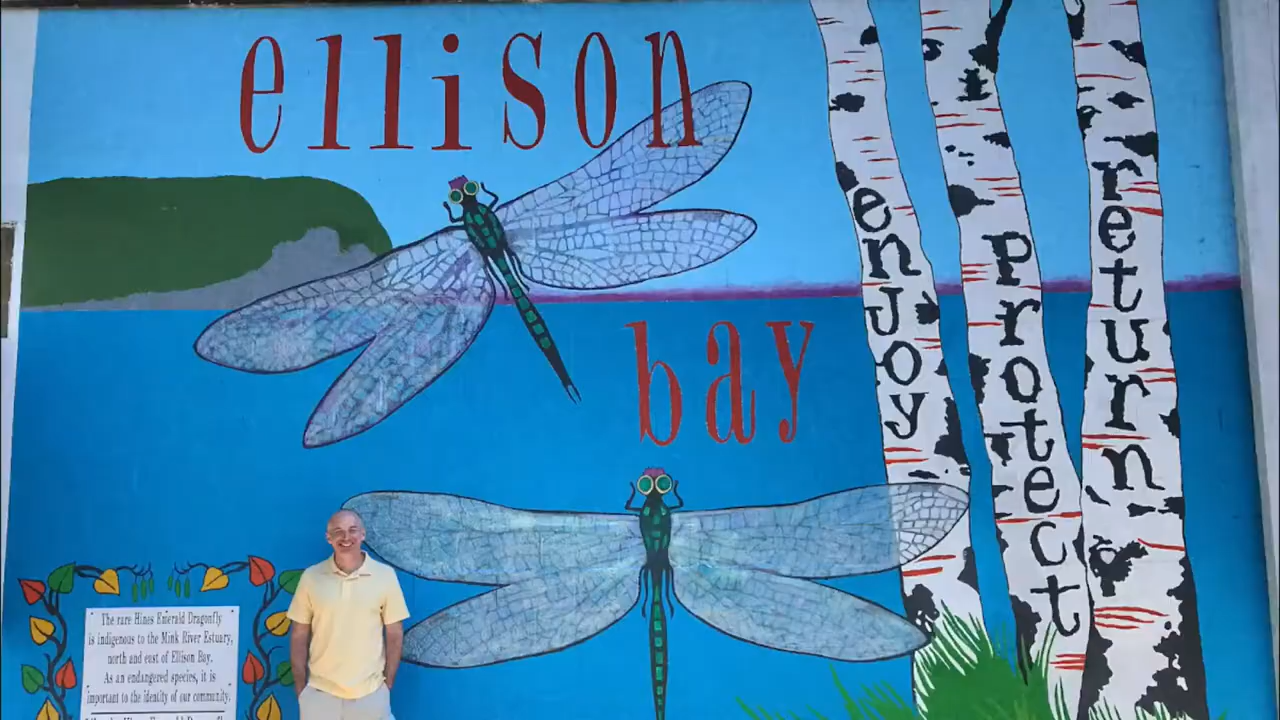 ellison
bay
enjoy
protect
return
The rare Hines Emerald Dragonfly
is indigenous to the Mink River Estuary,
north and east of Ellison Bay.
As an endangered species, it is
important to the identity of our community.